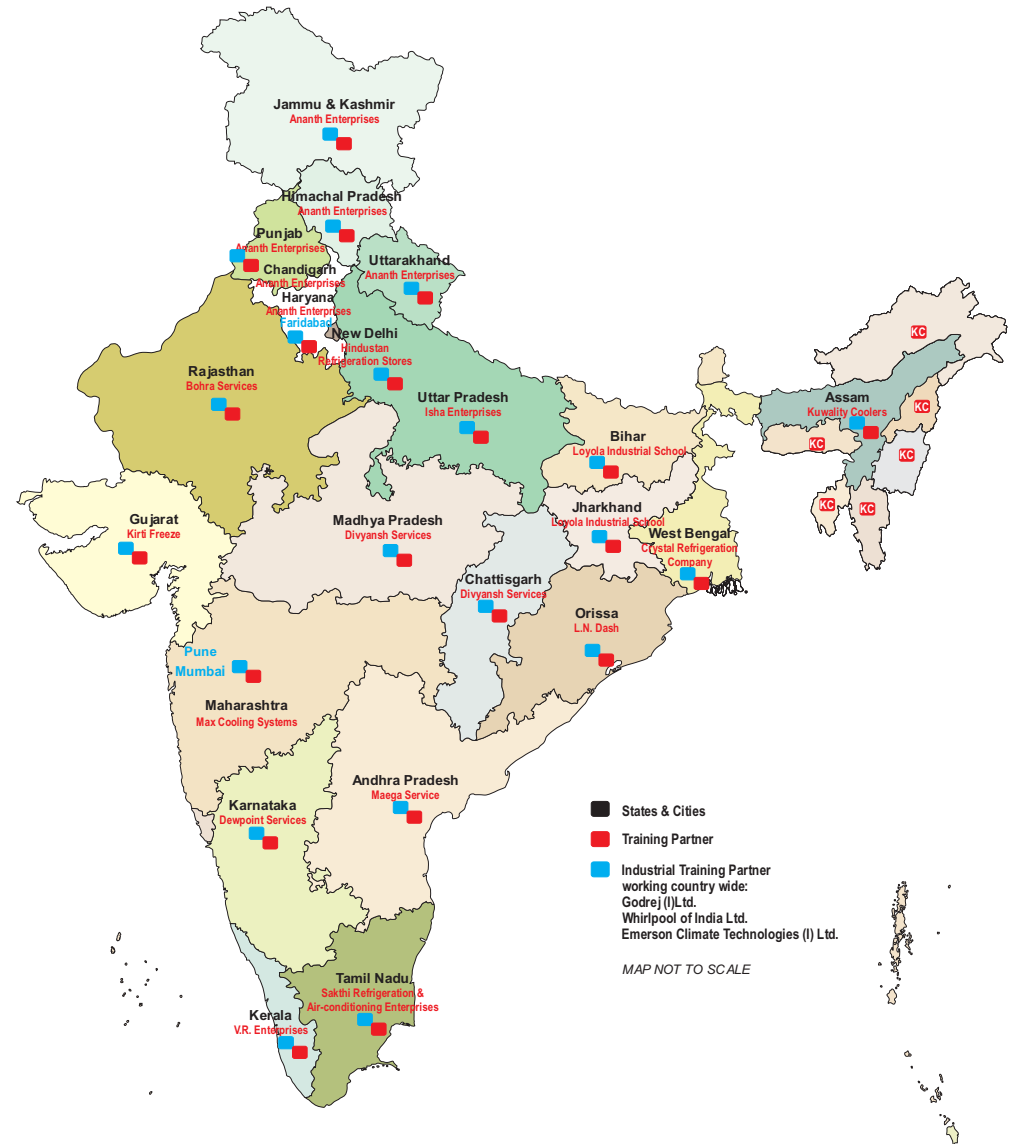 Jammu & Kashmir
Ananth Enterprises
Himachal Pradesh
Ananth Enterprises
Punjab
Ananth Enterprises
Chandigarh
Ananth Enterprises
Uttarakhand
Ananth Enterprises
Haryana
Ananth Enterprises
Faridabad
New Delhi
Hindustan
Refrigeration Stores
Rajasthan
Bohra Services
Uttar Pradesh
Isha Enterprises
Bihar
Loyola Industrial School
KC
Assam
Kuwality Coolers
KC
KC
KC
KC
KC
Gujarat
Kirti Freeze
Madhya Pradesh
Divyansh Services
Jharkhand
Loyola Industrial School
West Bengal
Crystal Refrigeration
Company
Chattisgarh
Divyansh Services
Orissa
L.N. Dash
Pune
Mumbai
Maharashtra
Max Cooling Systems
Andhra Pradesh
Maega Service
Karnataka
Dewpoint Services
Tamil Nadu
Sakthi Refrigeration &
Air-conditioning Enterprises
Kerala
V.R. Enterprises
States & Cities
Training Partner
Industrial Training Partner
working country wide:
Godrej (I)Ltd.
Whirlpool of India Ltd.
Emerson Climate Technologies (I) Ltd.
MAP NOT TO SCALE